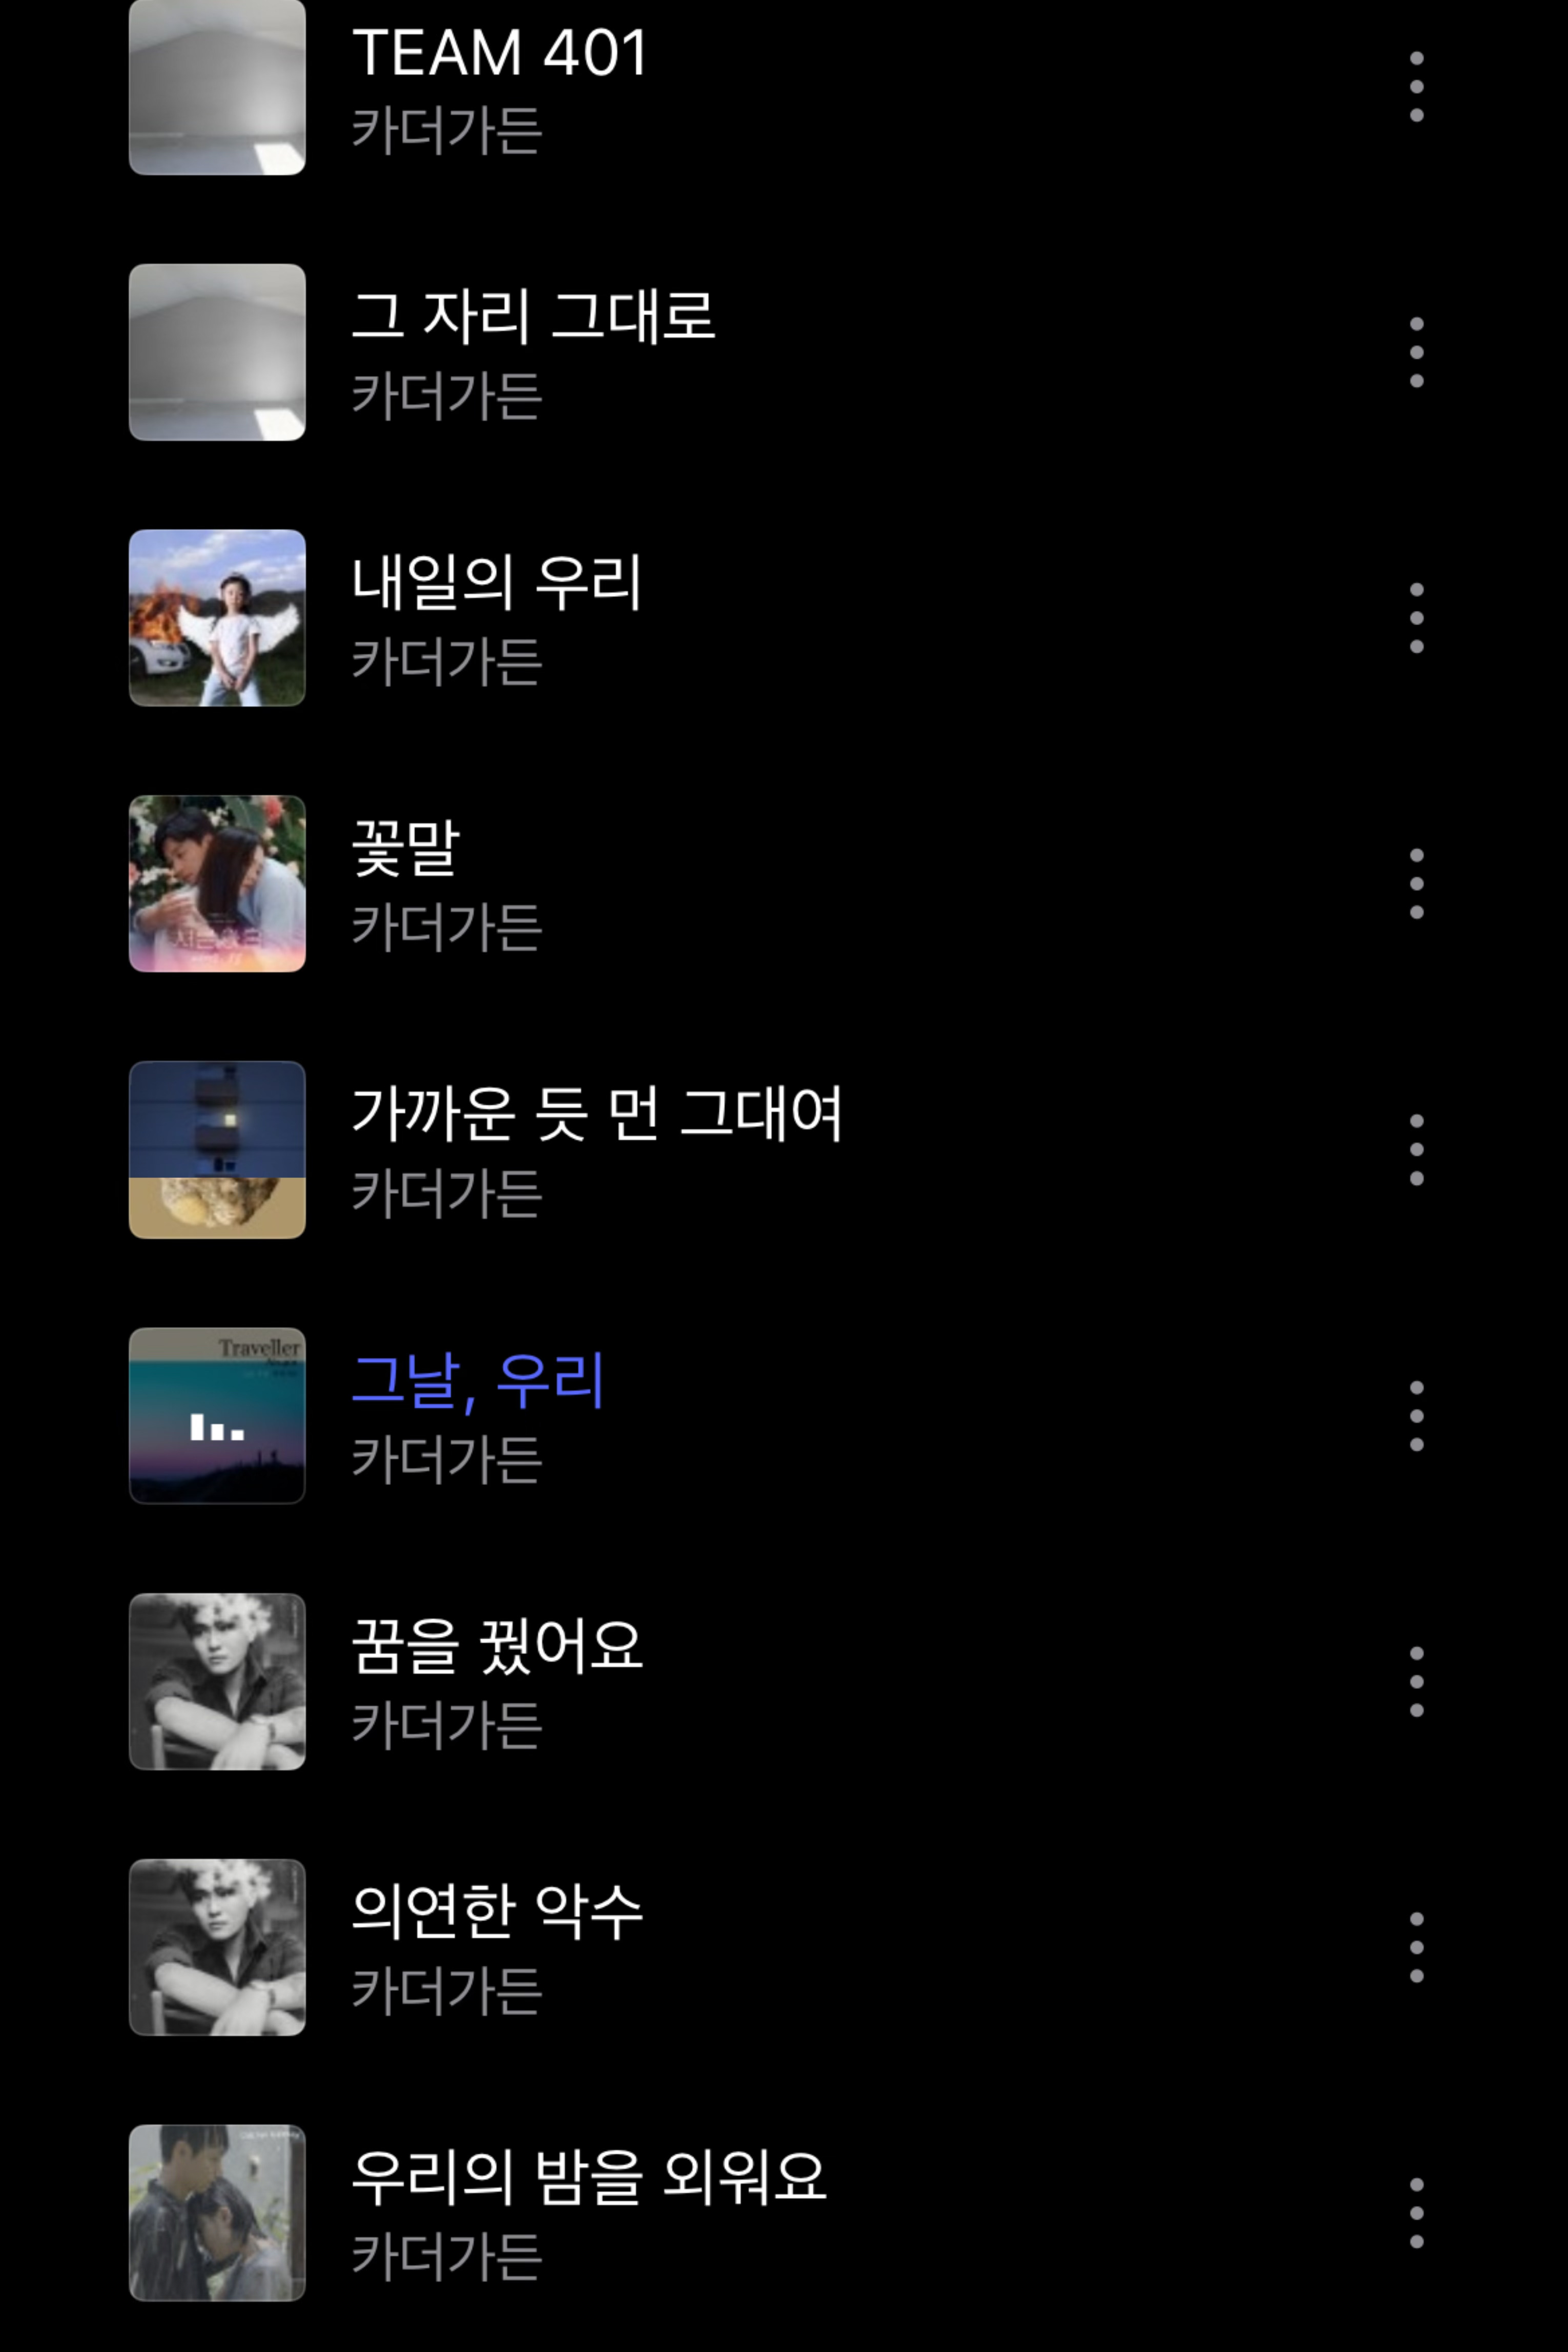 TEAM 401
카더가든
그 자리 그대로
카더가든
내일의 우리
카더가든
꽃말
카더가든
가까운 듯 먼 그대여
카더가든
Traveller
그날, 우리
카더가든
꿈을 꿨어요
카더가든
의연한 악수
카더가든
우리의 밤을 외워요
카더가든